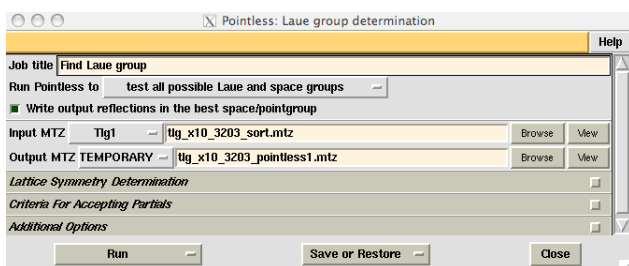 Pointless: Laue group determination
Help
Job title Find Laue group
Run Pointless to test all possible Laue and space groups
Write output reflections in the best space/pointgroup
Input MTZ Tlg1 tlg_x10_3203_sort.mtz Browse View
Output MTZ TEMPORARY tlg_x10_3203_pointless1.mtz Browse View
Lattice Symmetry Determination
Criteria For Accepting Partials
Additional Options
Run Save or Restore Close